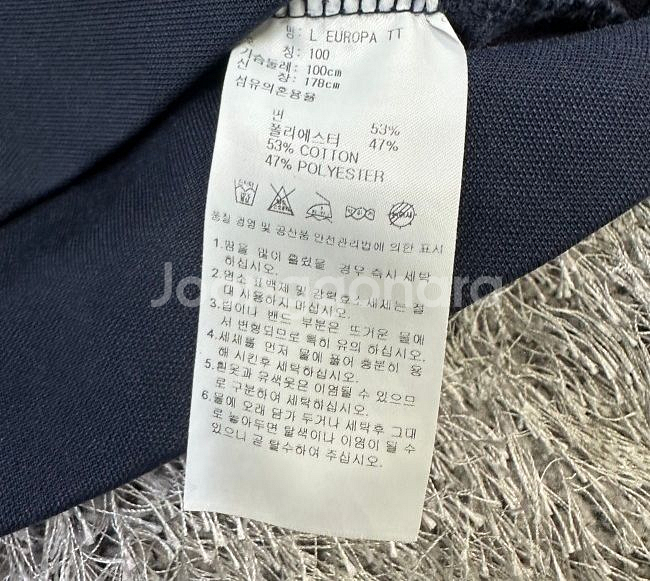 명: L EUROPA TT
칭: 100
가슴둘레: 100cm
신 장: 178cm
섬유의혼용율
면 53%
폴리에스터 47%
53% COTTON
47% POLYESTER
품질 경영 및 공산품 안전관리법에 의한 표시
1.땀을 많이 흘렸을 경우 즉시 세탁
하십시오.
2.염소 표백제 및 강력효소세제는 절
대 사용하지 마십시오.
3.깃이나 밴드 부분은 뜨거운 물에
서 변형되므로 특히 유의 하십시오.
4.세제를 먼저 물에 풀어 충분히 용
해 시킨후 세탁하십시오.
5.흰옷과 유색옷은 이염될 수 있으므
로 구분하여 세탁하십시오.
6.물에 오래 담가 두거나 세탁후 그대
로 놓아두면 탈색이나 이염이 될 수
있으니 곧 탈수하여 주십시오.
Joonggonara